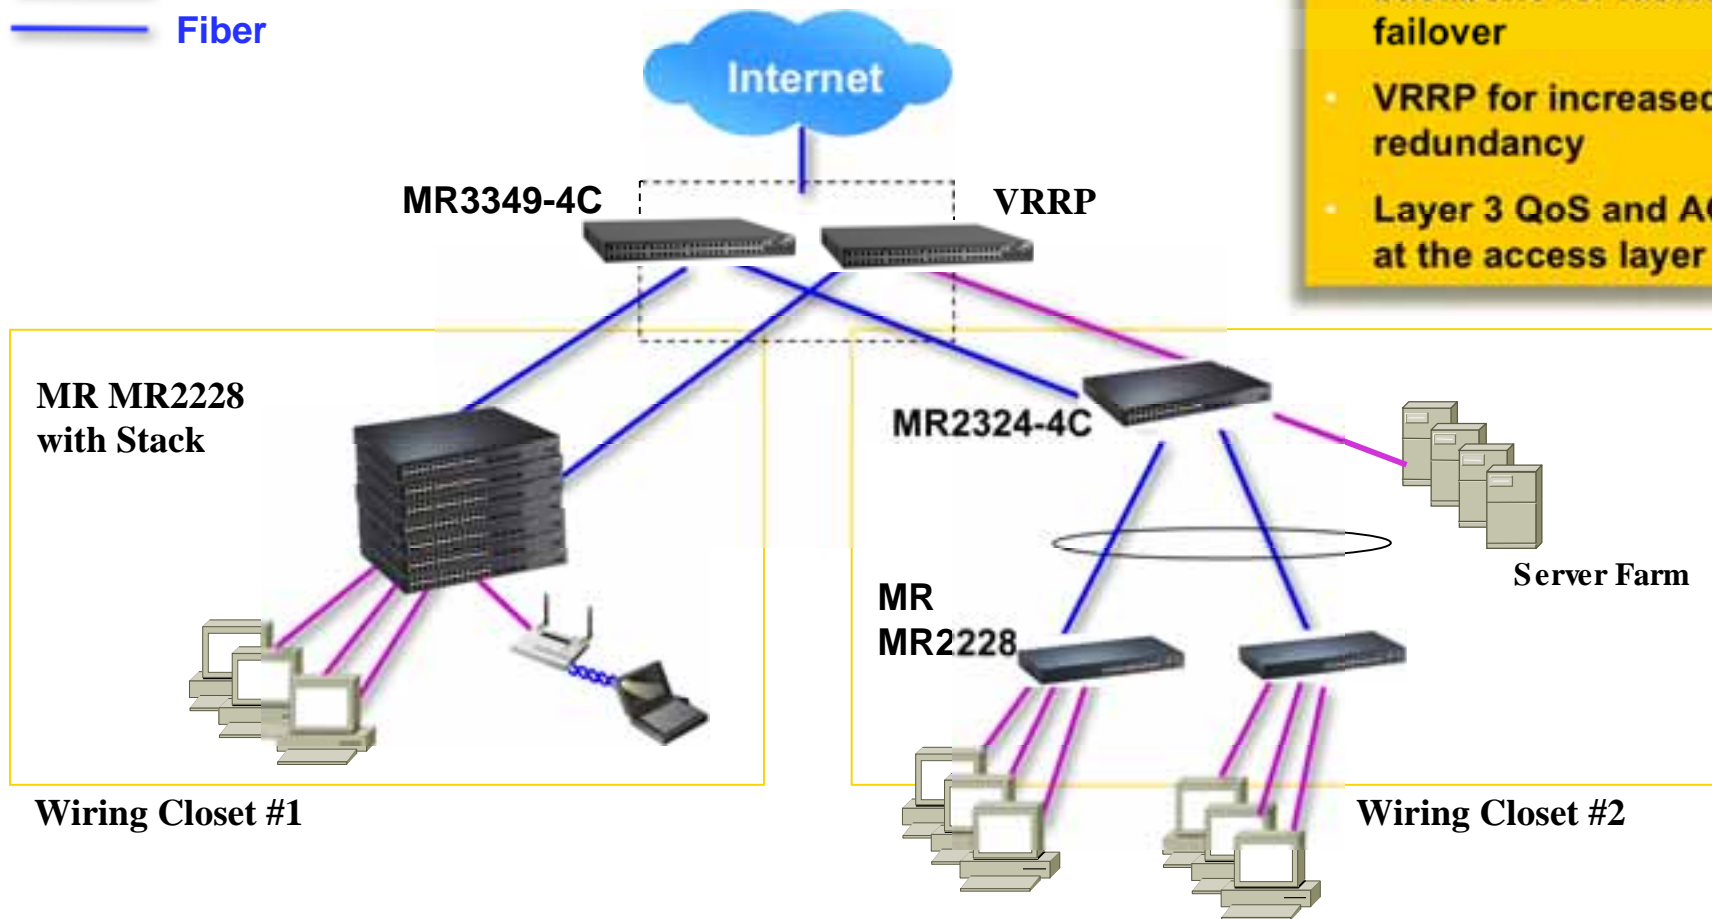 Fiber
Internet
failover
VRRP for increased
redundancy
Layer 3 QoS and
at the access layer
MR3349-4C
VRRP
MR MR2228
with Stack
MR2324-4C
Server Farm
MR
MR2228
Wiring Closet #1
Wiring Closet #2